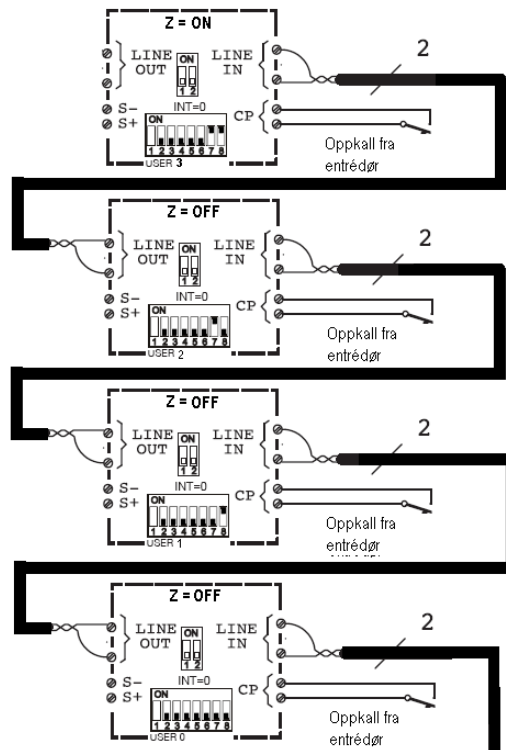 Z = ON
LINE OUT
ON
1 2
LINE IN
2
S-
S+
INT=0
CP
ON
1 2 3 4 5 6 7 8
USER 3
Oppkall fra
entrédør
Z = OFF
LINE OUT
ON
1 2
LINE IN
2
S-
S+
INT=0
CP
ON
1 2 3 4 5 6 7 8
USER 2
Oppkall fra
entrédør
Z = OFF
LINE OUT
ON
1 2
LINE IN
2
S-
S+
INT=0
CP
ON
1 2 3 4 5 6 7 8
USER 1
Oppkall fra
entrédør
Z = OFF
LINE OUT
ON
1 2
LINE IN
2
S-
S+
INT=0
CP
ON
1 2 3 4 5 6 7 8
USER 0
Oppkall fra
entrédør